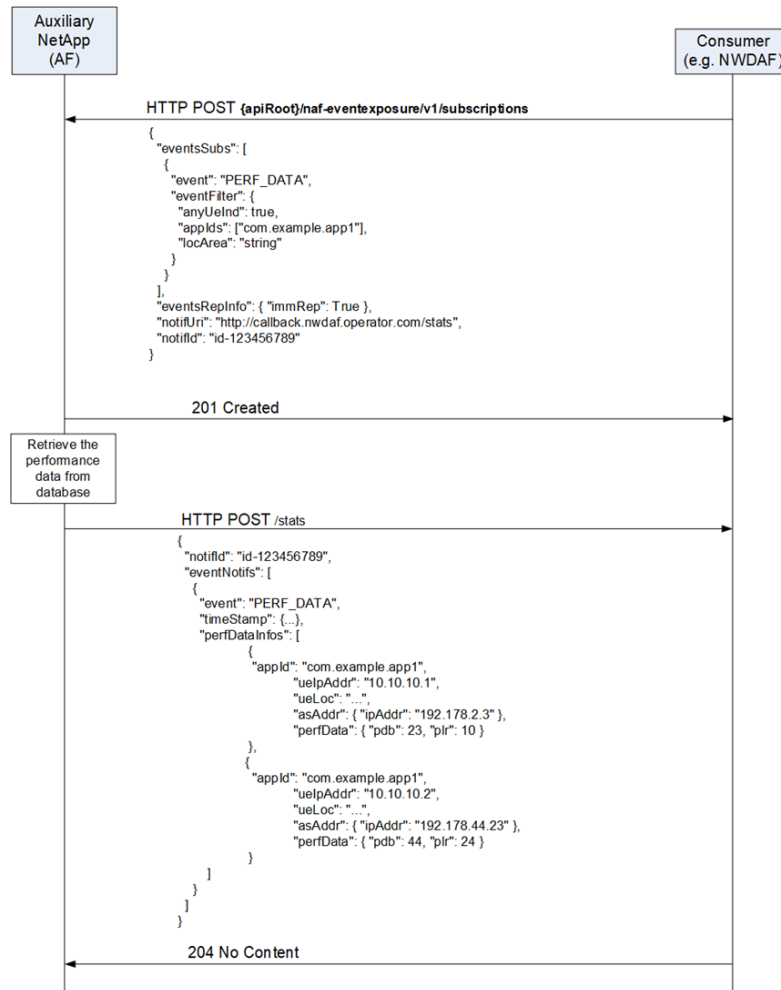 Auxiliary
NetApp
(AF)
Consumer
(e.g. NWDAF)
HTTP POST {apiRoot}/naf-eventexposure/v1/subscriptions
{
"eventsSubs": [
{
"event": "PERF_DATA",
"eventFilter": {
"anyUeInd": true,
"appIds": ["com.example.app1"],
"locArea": "string"
}
}
],
"eventsRepInfo": { "immRep": True },
"notifUri": "http://callback.nwdaf.operator.com/stats",
"notifId": "id-123456789"
}
201 Created
Retrieve the
performance
data from
database
HTTP POST /stats
{
"notifId": "id-123456789",
"eventNotifs": [
{
"event": "PERF_DATA",
"timeStamp": {...},
"perfDataInfos": [
{
"appId": "com.example.app1",
"ueIpAddr": "10.10.10.1",
"ueLoc": "...",
"asAddr": { "ipAddr": "192.178.2.3" },
"perfData": { "pdb": 23, "plr": 10 }
},
{
"appId": "com.example.app1",
"ueIpAddr": "10.10.10.2",
"ueLoc": "...",
"asAddr": { "ipAddr": "192.178.44.23" },
"perfData": { "pdb": 44, "plr": 24 }
}
]
}
]
}
204 No Content